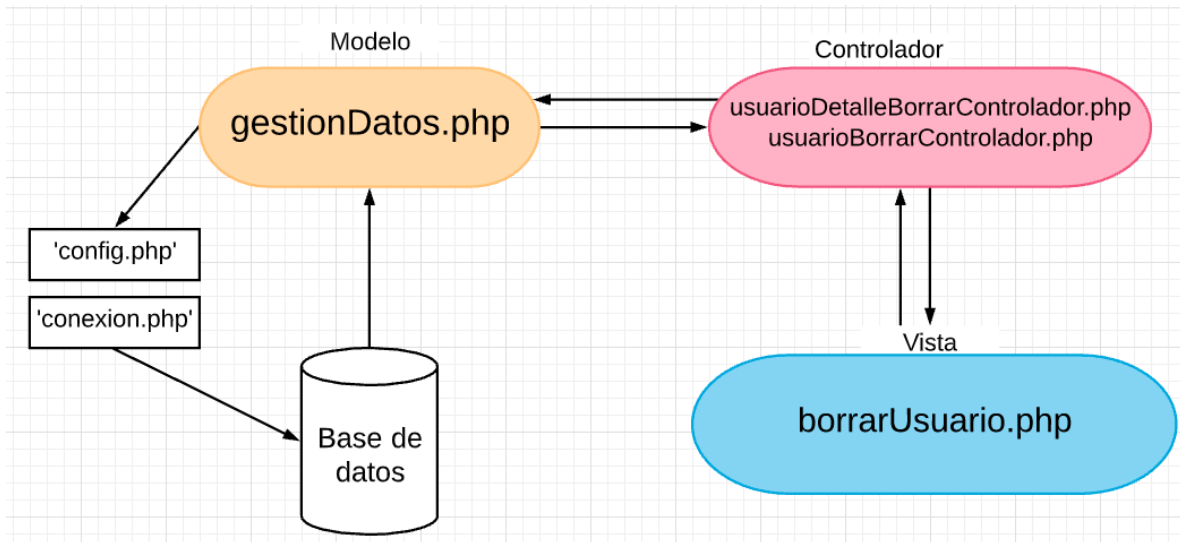 Modelo
Controlador
gestionDatos.php
usuarioDetalleBorrarControlador.php
usuarioBorrarControlador.php
'config.php'
'conexion.php'
Base de
datos
Vista
borrarUsuario.php